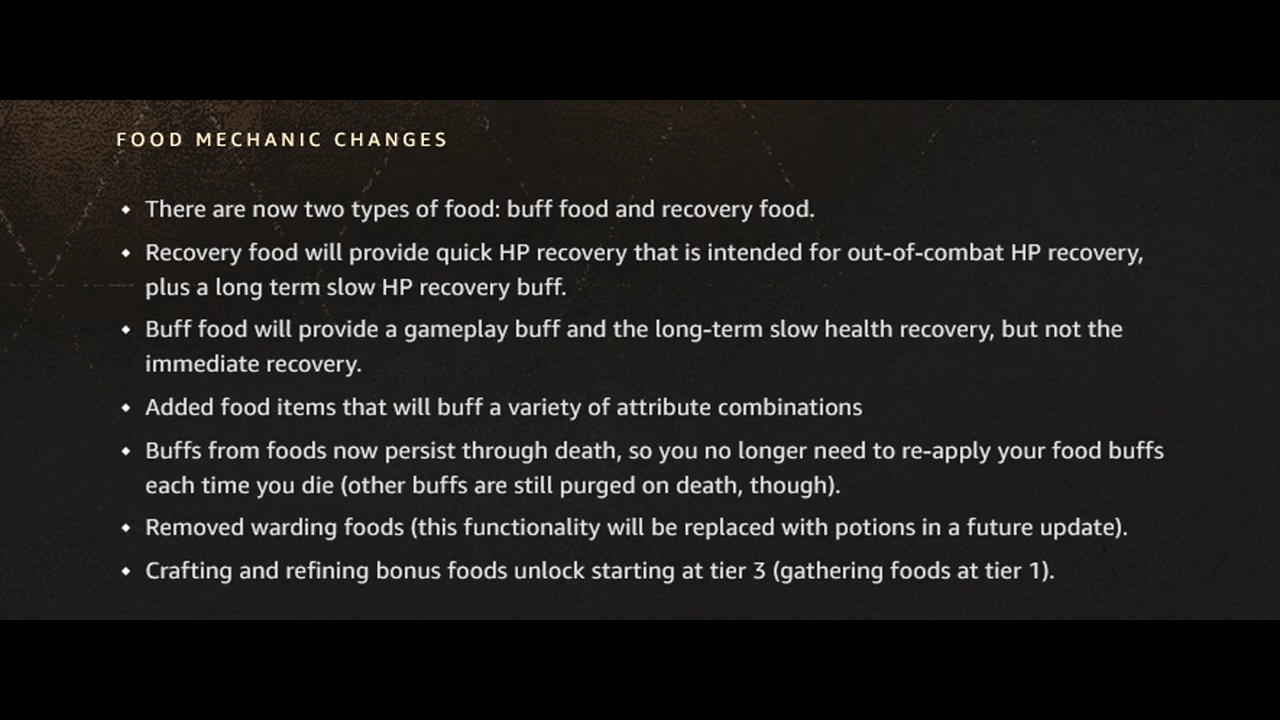 FOOD MECHANIC CHANGES
• There are now two types of food: buff food and recovery food.
• Recovery food will provide quick HP recovery that is intended for out-of-combat HP recovery,
plus a long term slow HP recovery buff.
• Buff food will provide a gameplay buff and the long-term slow health recovery, but not the
immediate recovery.
• Added food items that will buff a variety of attribute combinations
• Buffs from foods now persist through death, so you no longer need to re-apply your food buffs
each time you die (other buffs are still purged on death, though).
• Removed warding foods (this functionality will be replaced with potions in a future update).
• Crafting and refining bonus foods unlock starting at tier 3 (gathering foods at tier 1).